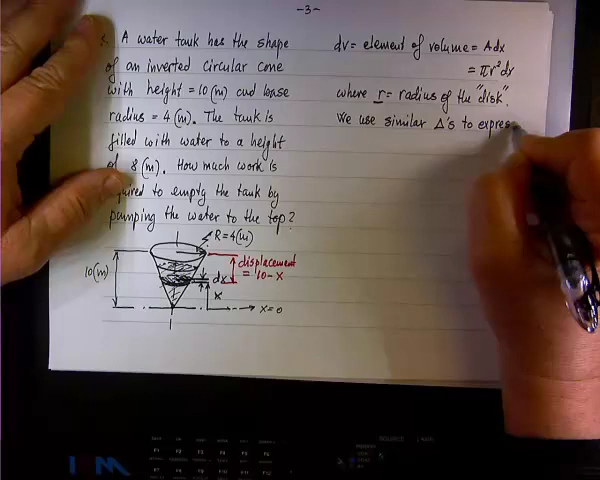 -3-
A water tank has the shape
of an inverted circular cone
with height = 10 (m) and base
radius = 4 (m). The tank is
filled with water to a height
of 8 (m). How much work is
required to empty the tank by
pumping the water to the top?
R = 4(m)
10(m)
displacement
= 10 - x
dx
x
x = 0
dv = element of volume = A dx
= πr²dx
where r = radius of the "disk".
We use similar Δ's to expres
SOURCE